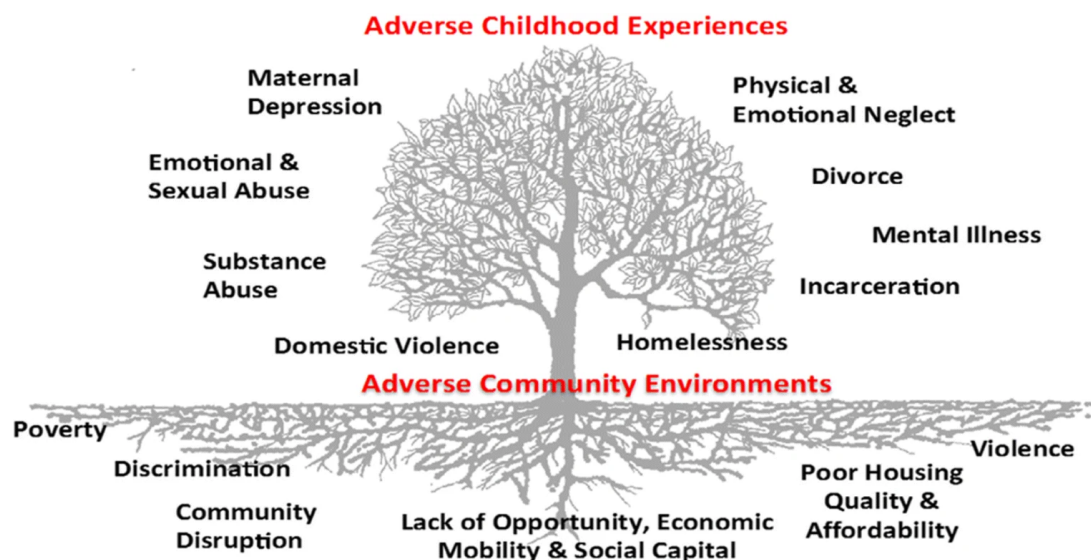 Adverse Childhood Experiences
Maternal
Depression
Physical &
Emotional Neglect
Emotional &
Sexual Abuse
Divorce
Mental Illness
Substance
Abuse
Incarceration
Domestic Violence
Homelessness
Adverse Community Environments
Poverty
Violence
Discrimination
Poor Housing
Quality &
Affordability
Community
Disruption
Lack of Opportunity, Economic
Mobility & Social Capital